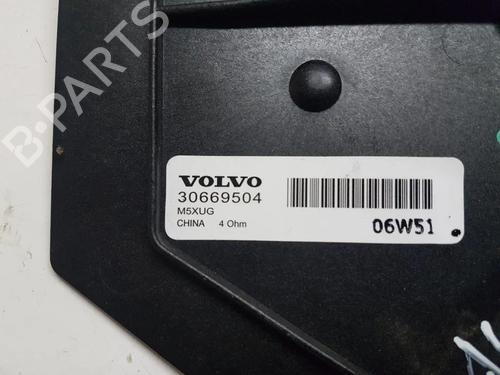 B-PARTS
VOLVO
30669504
M5XUG
CHINA 4 Ohm
06W51